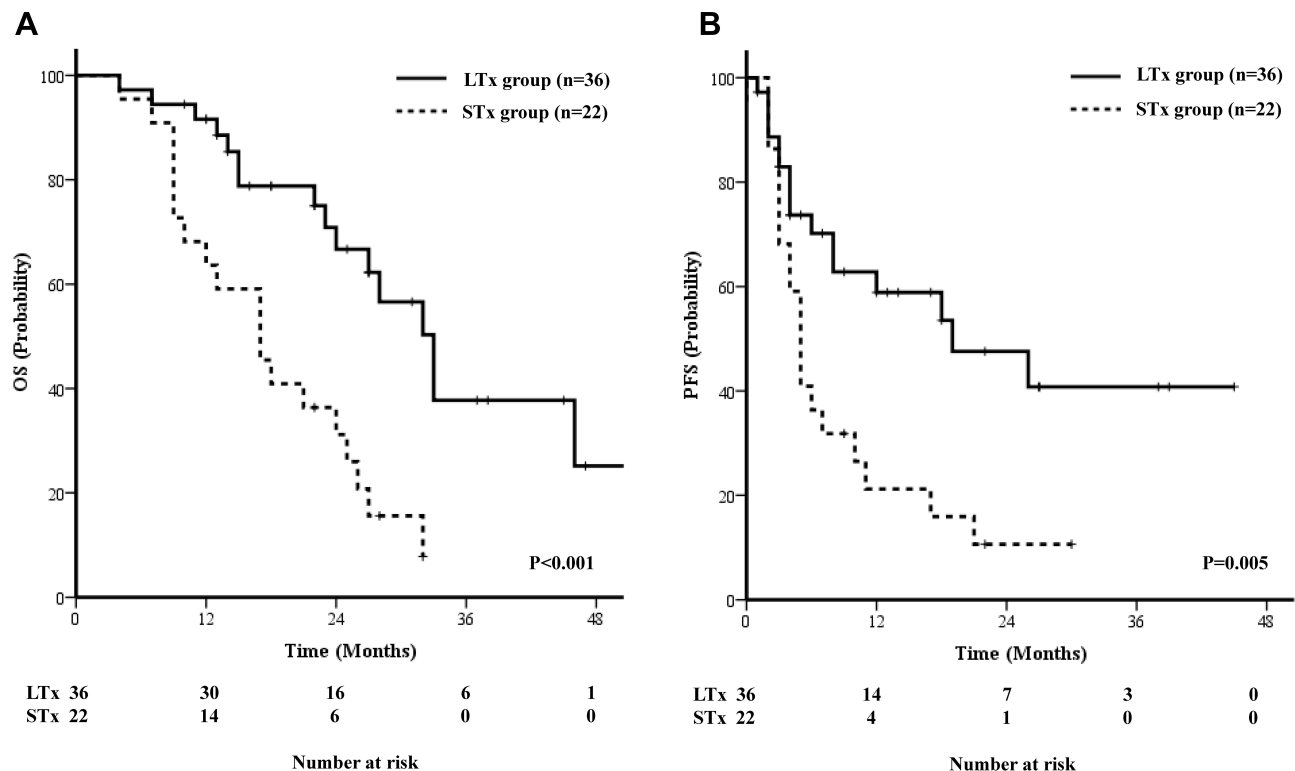 A
OS (Probability)
100
80
60
40
20
0
LTx group (n=36)
STx group (n=22)
P<0.001
0 12 24 36 48
Time (Months)
LTx 36 30 16 6 1
STx 22 14 6 0 0
Number at risk
B
PFS (Probability)
100
80
60
40
20
0
LTx group (n=36)
STx group (n=22)
P=0.005
0 12 24 36 48
Time (Months)
LTx 36 14 7 3 0
STx 22 4 1 0 0
Number at risk